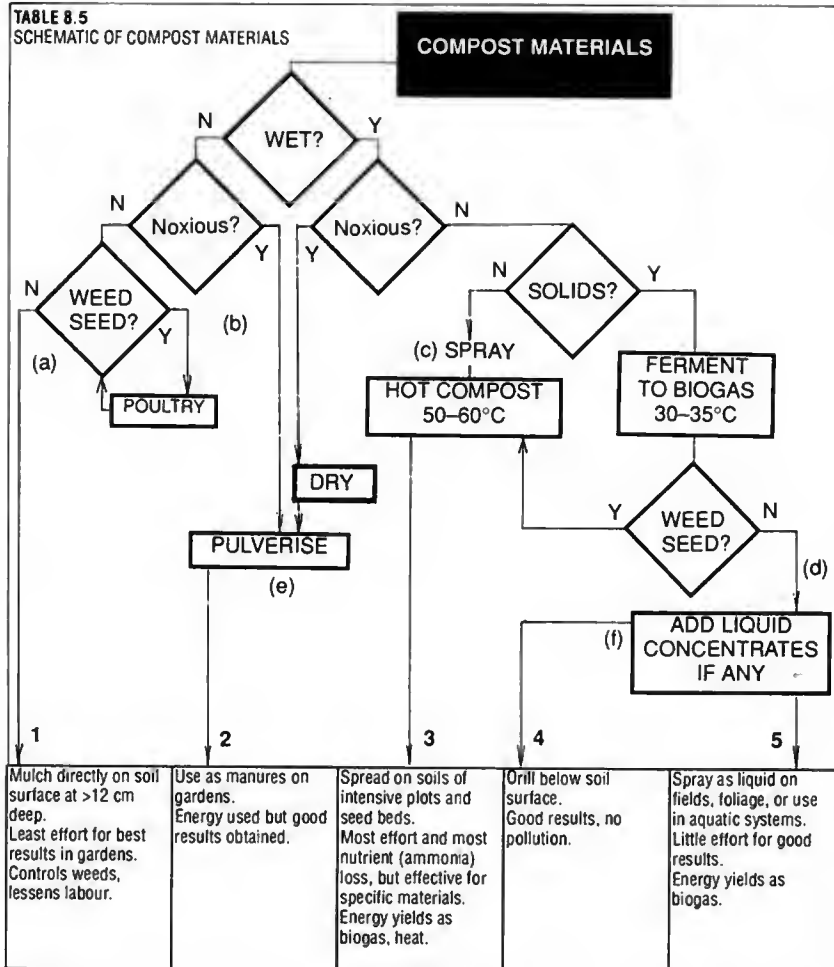 TABLE 8.5
SCHEMATIC OF COMPOST MATERIALS
COMPOST MATERIALS
WET?
N
Y
Noxious?
N
Y
Noxious?
Y
N
WEED
SEED?
N
Y
(a)
(b)
POULTRY
SOLIDS?
N
Y
(c) SPRAY
HOT COMPOST
50–60°C
FERMENT
TO BIOGAS
30–35°C
DRY
PULVERISE
(e)
WEED
SEED?
Y
N
(d)
(f)
ADD LIQUID
CONCENTRATES
IF ANY
1
Mulch directly on soil
surface at >12 cm
deep.
Least effort for best
results in gardens.
Controls weeds,
lessens labour.
2
Use as manures on
gardens.
Energy used but good
results obtained.
3
Spread on soils of
intensive plots and
seed beds.
Most effort and most
nutrient (ammonia)
loss, but effective for
specific materials.
Energy yields as
biogas, heat.
4
Drill below soil
surface.
Good results, no
pollution.
5
Spray as liquid on
fields, foliage, or use
in aquatic systems.
Little effort for good
results.
Energy yields as
biogas.